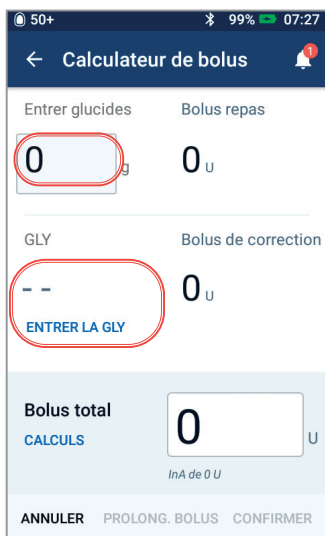 50+ 99% 07:27
Calculateur de bolus 1
Entrer glucides Bolus repas
0 g 0 U
GLY Bolus de correction
-- 0 U
ENTRER LA GLY
Bolus total
CALCULS 0 U
InA de 0 U
ANNULER PROLONG. BOLUS CONFIRMER